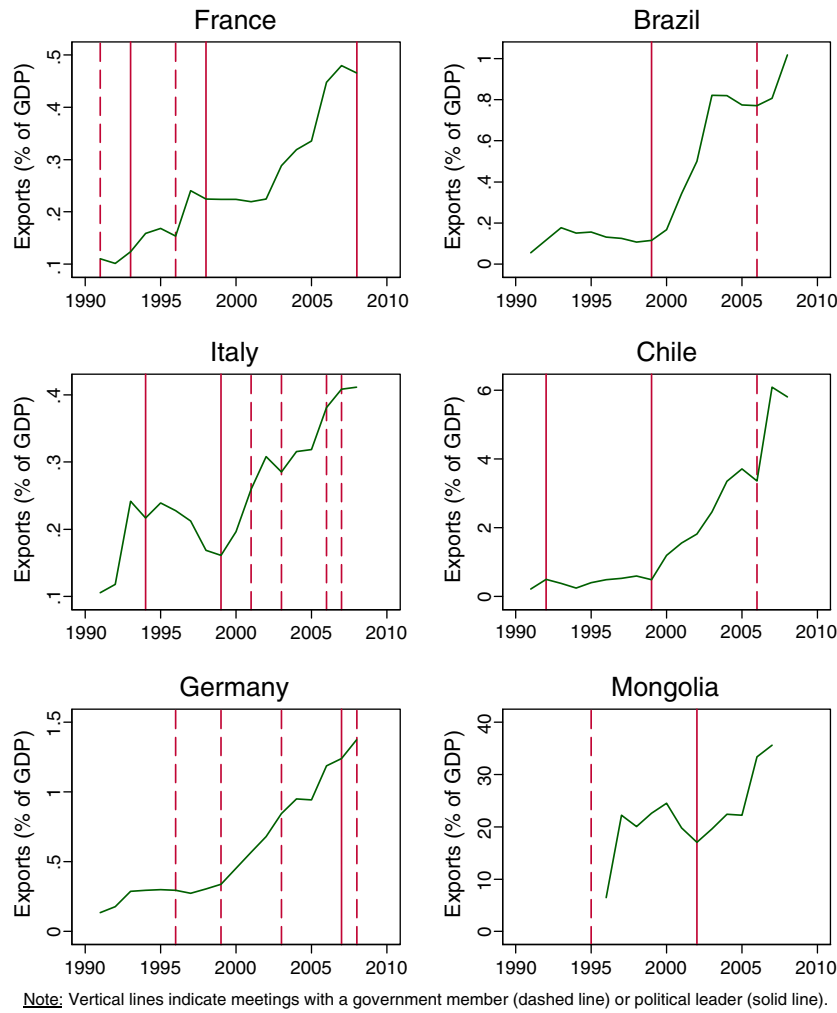 France
Exports (% of GDP)
.5
.4
.3
.2
.1
1990 1995 2000 2005 2010
Brazil
Exports (% of GDP)
1
.8
.6
.4
.2
0
1990 1995 2000 2005 2010
Italy
Exports (% of GDP)
.4
.3
.2
.1
1990 1995 2000 2005 2010
Chile
Exports (% of GDP)
6
4
2
0
1990 1995 2000 2005 2010
Germany
Exports (% of GDP)
1.5
1
.5
0
1990 1995 2000 2005 2010
Mongolia
Exports (% of GDP)
40
30
20
10
0
1990 1995 2000 2005 2010
Note: Vertical lines indicate meetings with a government member (dashed line) or political leader (solid line).